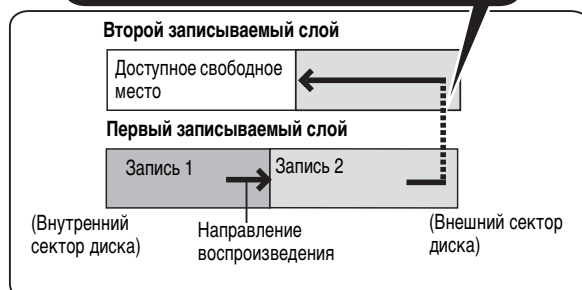 Второй записываемый слой
Доступное свободное
место
Первый записываемый слой
Запись 1
Запись 2
(Внутренний
сектор диска)
Направление
воспроизведения
(Внешний сектор
диска)